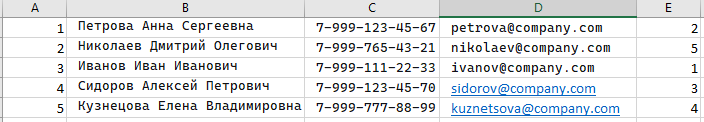 A B C D E
1 Петрова Анна Сергеевна 7-999-123-45-67 petrova@company.com 2
2 Николаев Дмитрий Олегович 7-999-765-43-21 nikolaev@company.com 5
3 Иванов Иван Иванович 7-999-111-22-33 ivanov@company.com 1
4 Сидоров Алексей Петрович 7-999-123-45-70 sidorov@company.com 3
5 Кузнецова Елена Владимировна 7-999-777-88-99 kuznetsova@company.com 4